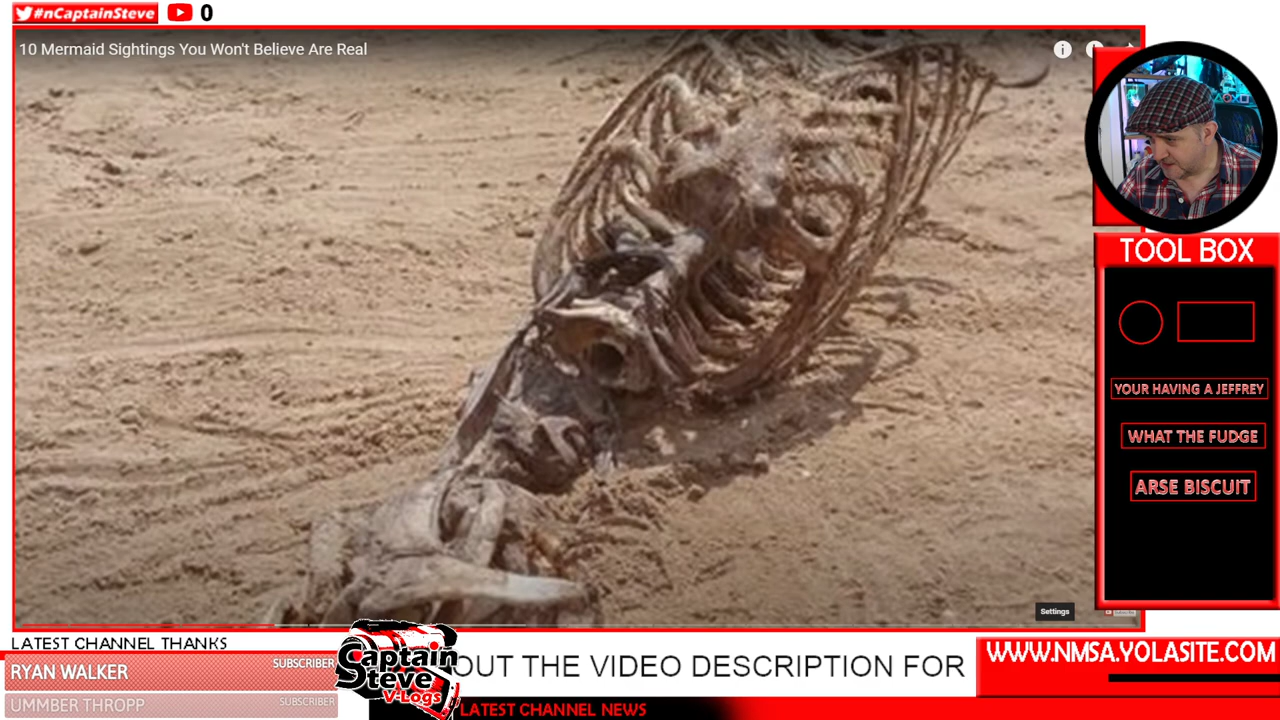 #nCaptainSteve
0
10 Mermaid Sightings You Won't Believe Are Real
TOOL BOX
YOUR HAVING A JEFFREY
WHAT THE FUDGE
ARSE BISCUIT
Settings
LATEST CHANNEL THANKS
RYAN WALKER
SUBSCRIBER
UMMBER THROPP
SUBSCRIBER
Captain
Steve
V-Logs
OUT THE VIDEO DESCRIPTION FOR
WWW.NMSA.YOLASITE.COM
LATEST CHANNEL NEWS